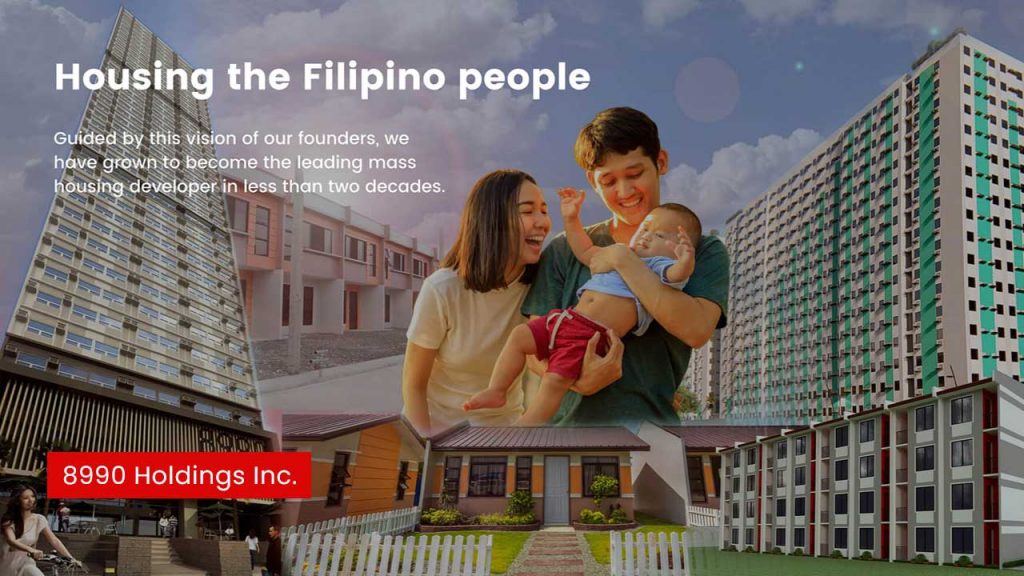 Housing the Filipino people
Guided by this vision of our founders, we
have grown to become the leading mass
housing developer in less than two decades.
8990 Holdings Inc.